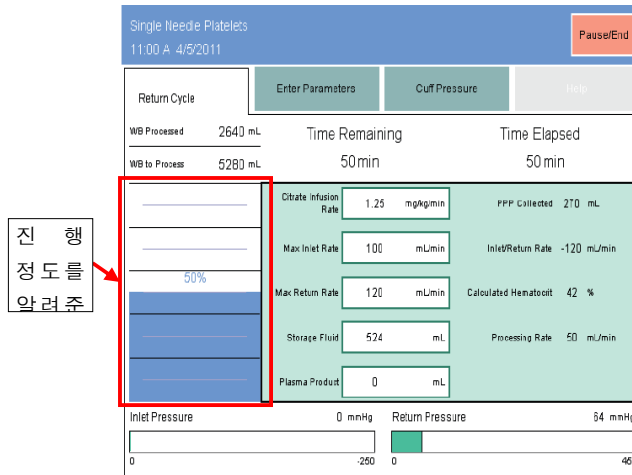 Single Needle Platelets
11:00 A 4/5/2011
Pause/End
Return Cycle
Enter Parameters
Cuff Pressure
Help
WB Processed 2640 mL
WB to Process 5280 mL
Time Remaining
50 min
Time Elapsed
50 min
진 행
정도를
알려준
50%
Citrate Infusion
Rate 1.25 mg/kg/min
Max Inlet Rate 100 mL/min
Max Return Rate 120 mL/min
Storage Fluid 524 mL
Plasma Product 0 mL
PPP Collected 270 mL
Inlet/Return Rate -120 mL/min
Calculated Hematocrit 42 %
Processing Rate 50 mL/min
Inlet Pressure 0 mmHg
0 -250
Return Pressure 64 mmHg
0 45